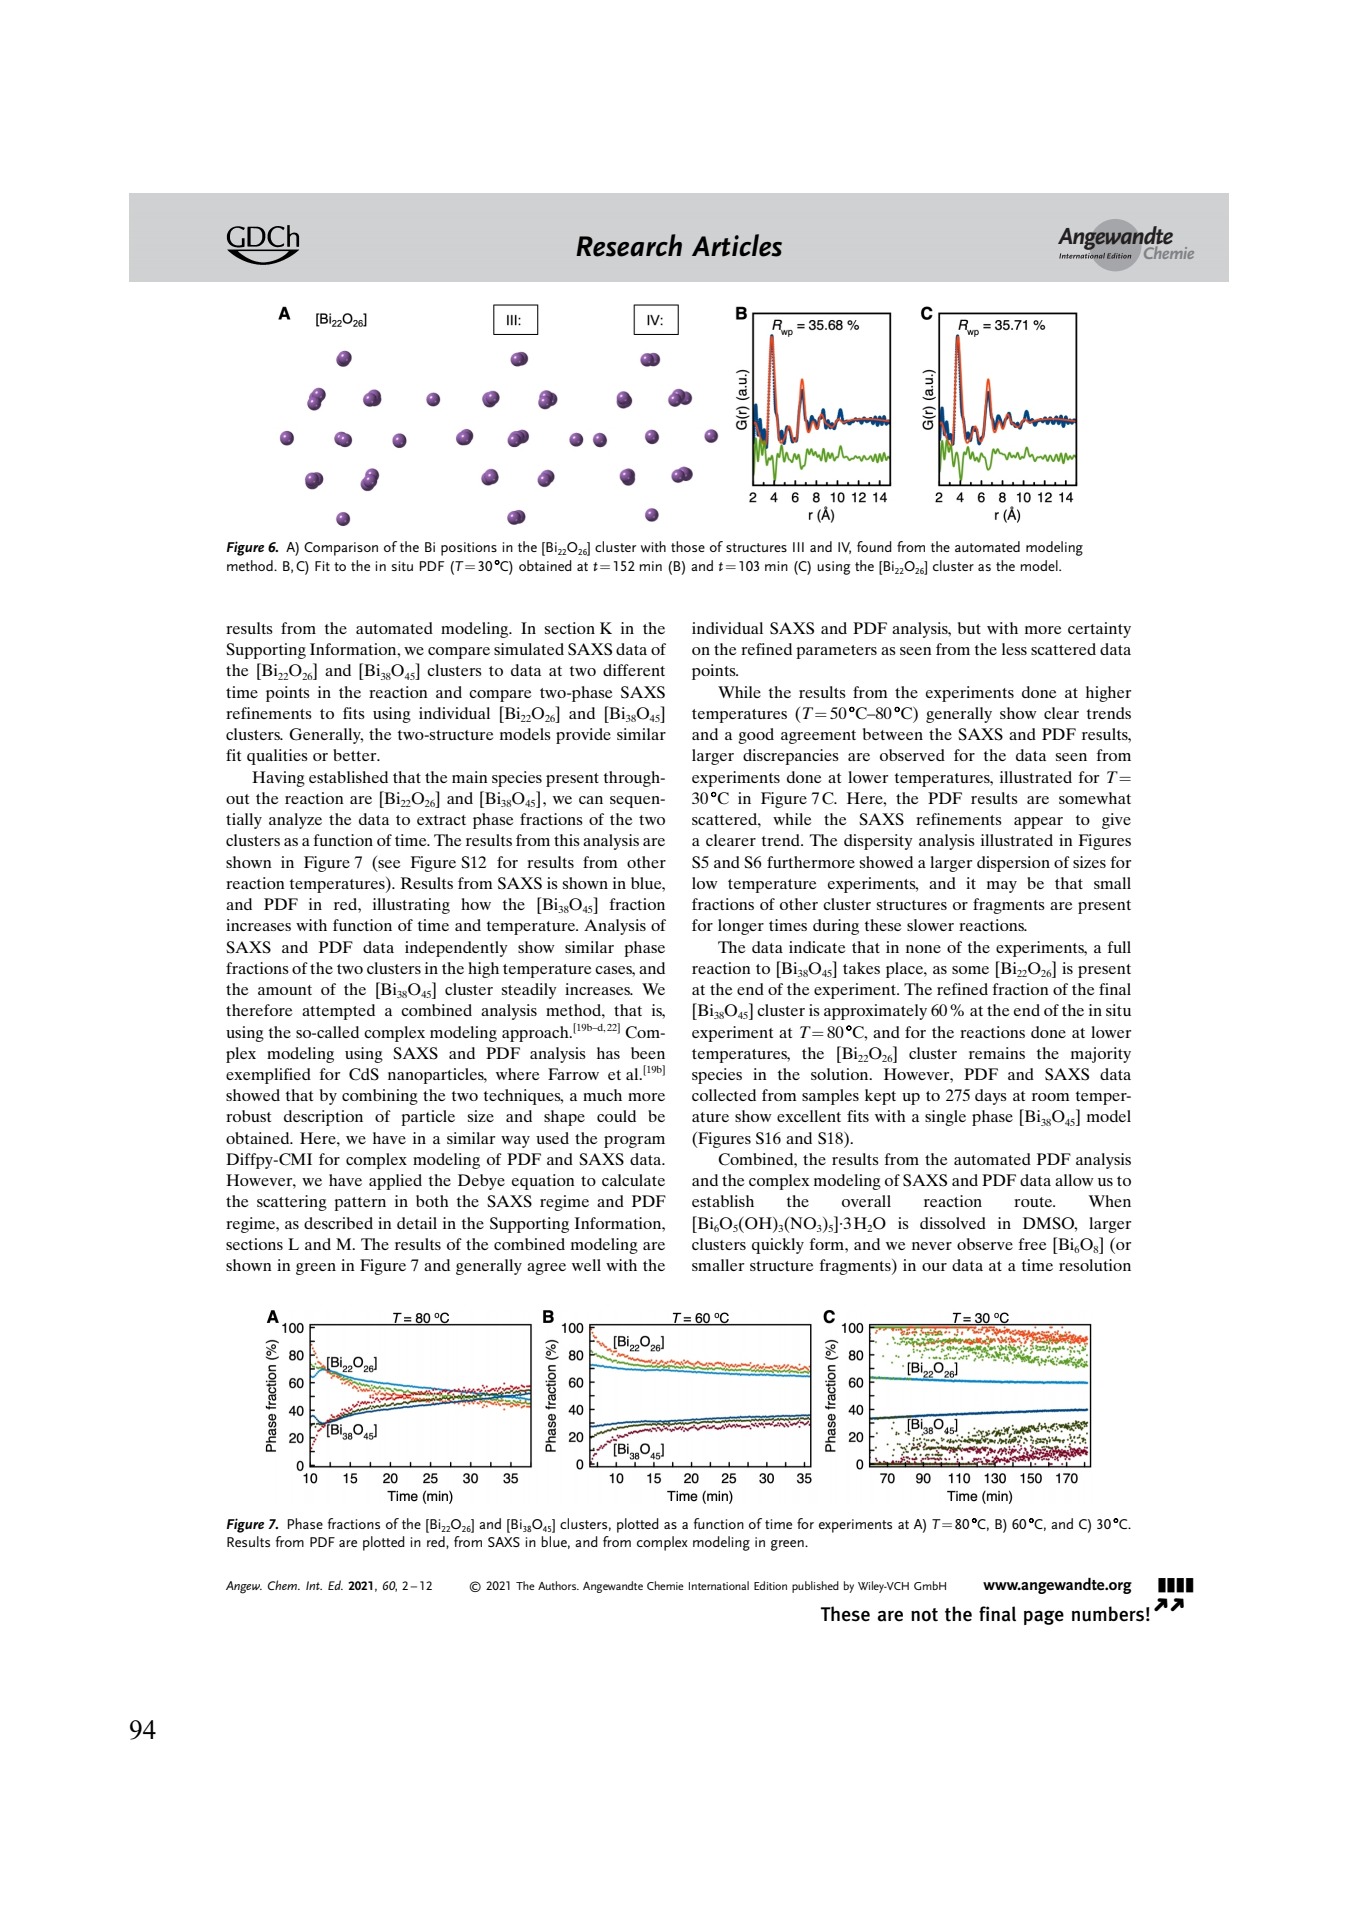 GDCh
Research Articles
Angewandte
International Edition Chemie
A [Bi22O26] III: IV:
B Rwp = 35.68 %
G(r) (a.u.)
2 4 6 8 10 12 14
r (Å)
C Rwp = 35.71 %
G(r) (a.u.)
2 4 6 8 10 12 14
r (Å)
Figure 6. A) Comparison of the Bi positions in the [Bi22O26] cluster with those of structures III and IV, found from the automated modeling
method. B, C) Fit to the in situ PDF (T = 30 °C) obtained at t = 152 min (B) and t = 103 min (C) using the [Bi22O26] cluster as the model.
results from the automated modeling. In section K in the
Supporting Information, we compare simulated SAXS data of
the [Bi22O26] and [Bi38O45] clusters to data at two different
time points in the reaction and compare two-phase SAXS
refinements to fits using individual [Bi22O26] and [Bi38O45]
clusters. Generally, the two-structure models provide similar
fit qualities or better.
Having established that the main species present through-
out the reaction are [Bi22O26] and [Bi38O45], we can sequen-
tially analyze the data to extract phase fractions of the two
clusters as a function of time. The results from this analysis are
shown in Figure 7 (see Figure S12 for results from other
reaction temperatures). Results from SAXS is shown in blue,
and PDF in red, illustrating how the [Bi38O45] fraction
increases with function of time and temperature. Analysis of
SAXS and PDF data independently show similar phase
fractions of the two clusters in the high temperature cases, and
the amount of the [Bi38O45] cluster steadily increases. We
therefore attempted a combined analysis method, that is,
using the so-called complex modeling approach.[19b–d, 22] Com-
plex modeling using SAXS and PDF analysis has been
exemplified for CdS nanoparticles, where Farrow et al.[19b]
showed that by combining the two techniques, a much more
robust description of particle size and shape could be
obtained. Here, we have in a similar way used the program
Diffpy-CMI for complex modeling of PDF and SAXS data.
However, we have applied the Debye equation to calculate
the scattering pattern in both the SAXS regime and PDF
regime, as described in detail in the Supporting Information,
sections L and M. The results of the combined modeling are
shown in green in Figure 7 and generally agree well with the
individual SAXS and PDF analysis, but with more certainty
on the refined parameters as seen from the less scattered data
points.
While the results from the experiments done at higher
temperatures (T = 50 °C–80 °C) generally show clear trends
and a good agreement between the SAXS and PDF results,
larger discrepancies are observed for the data seen from
experiments done at lower temperatures, illustrated for T =
30 °C in Figure 7 C. Here, the PDF results are somewhat
scattered, while the SAXS refinements appear to give
a clearer trend. The dispersity analysis illustrated in Figures
S5 and S6 furthermore showed a larger dispersion of sizes for
low temperature experiments, and it may be that small
fractions of other cluster structures or fragments are present
for longer times during these slower reactions.
The data indicate that in none of the experiments, a full
reaction to [Bi38O45] takes place, as some [Bi22O26] is present
at the end of the experiment. The refined fraction of the final
[Bi38O45] cluster is approximately 60 % at the end of the in situ
experiment at T = 80 °C, and for the reactions done at lower
temperatures, the [Bi22O26] cluster remains the majority
species in the solution. However, PDF and SAXS data
collected from samples kept up to 275 days at room temper-
ature show excellent fits with a single phase [Bi38O45] model
(Figures S16 and S18).
Combined, the results from the automated PDF analysis
and the complex modeling of SAXS and PDF data allow us to
establish the overall reaction route. When
[Bi6O5(OH)3(NO3)5]·3 H2O is dissolved in DMSO, larger
clusters quickly form, and we never observe free [Bi6O8] (or
smaller structure fragments) in our data at a time resolution
A T = 80 ºC
Phase fraction (%)
100
80
60
40
20
0
[Bi22O26]
[Bi38O45]
10 15 20 25 30 35
Time (min)
B T = 60 ºC
Phase fraction (%)
100
80
60
40
20
0
[Bi22O26]
[Bi38O45]
10 15 20 25 30 35
Time (min)
C T = 30 ºC
Phase fraction (%)
100
80
60
40
20
0
[Bi22O26]
[Bi38O45]
70 90 110 130 150 170
Time (min)
Figure 7. Phase fractions of the [Bi22O26] and [Bi38O45] clusters, plotted as a function of time for experiments at A) T = 80 °C, B) 60 °C, and C) 30 °C.
Results from PDF are plotted in red, from SAXS in blue, and from complex modeling in green.
Angew. Chem. Int. Ed. 2021, 60, 2 – 12 © 2021 The Authors. Angewandte Chemie International Edition published by Wiley-VCH GmbH www.angewandte.org
These are not the final page numbers!
94